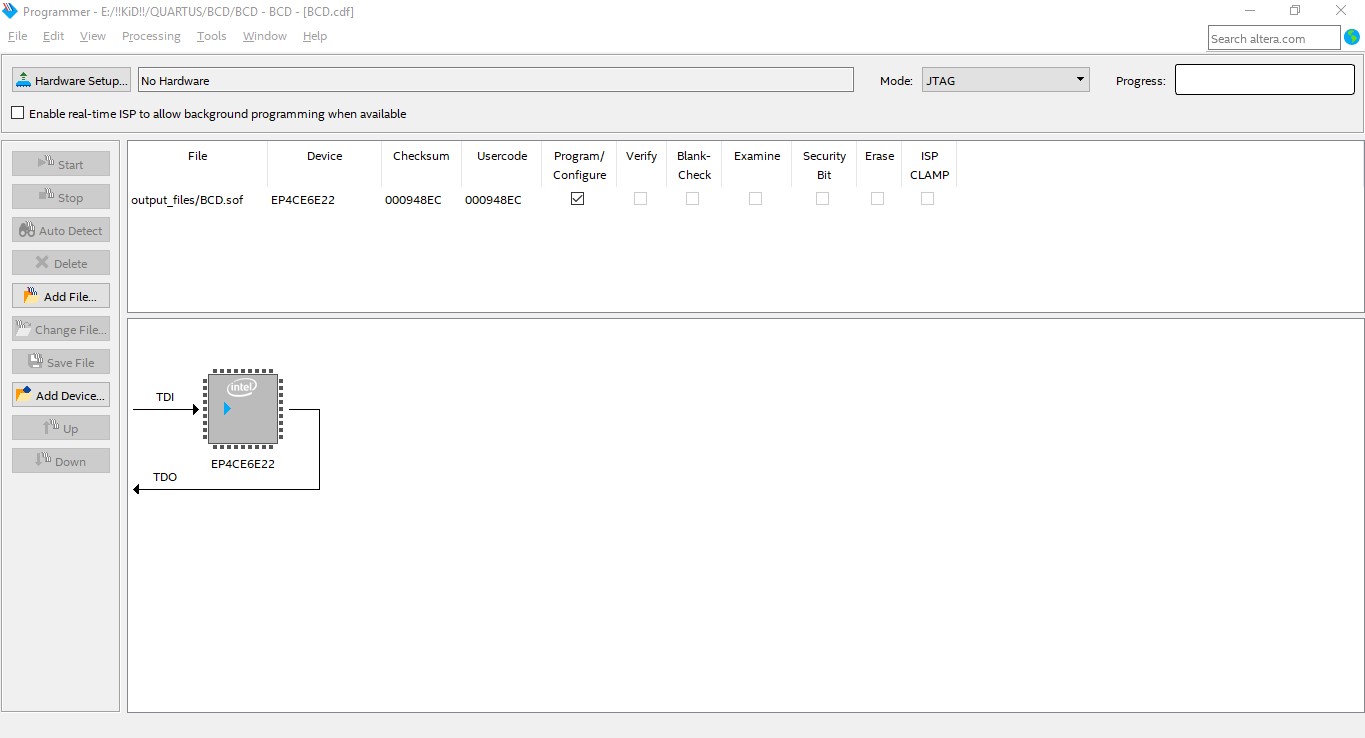 Programmer - E:/!!KiD!!/QUARTUS/BCD/BCD - BCD - [BCD.cdf]
File Edit View Processing Tools Window Help
Search altera.com
Hardware Setup... No Hardware Mode: JTAG Progress:
Enable real-time ISP to allow background programming when available
Start
Stop
Auto Detect
Delete
Add File...
Change File...
Save File
Add Device...
Up
Down
File Device Checksum Usercode Program/ Verify Blank- Examine Security Erase ISP
Configure Check Bit CLAMP
output_files/BCD.sof EP4CE6E22 000948EC 000948EC
intel
TDI
EP4CE6E22
TDO